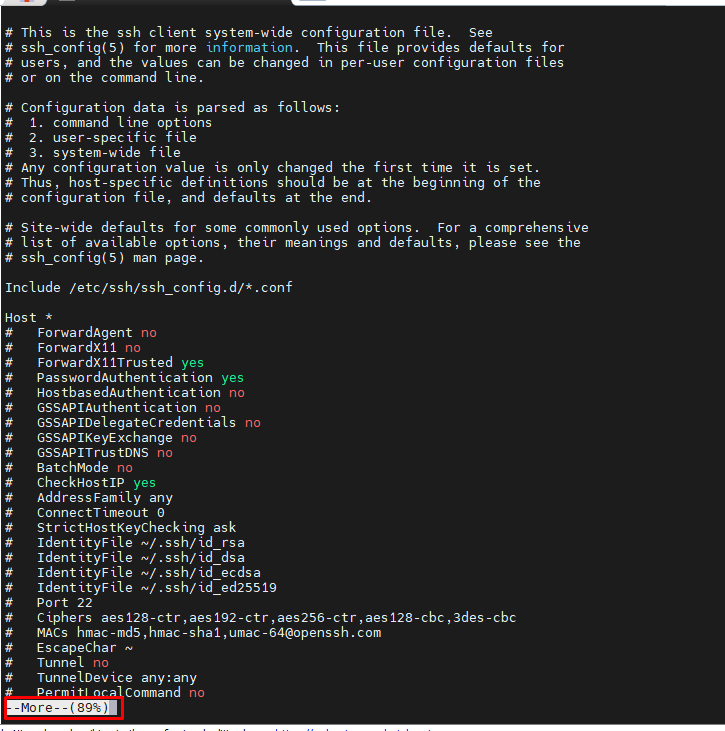 # This is the ssh client system-wide configuration file.  See
# ssh_config(5) for more information.  This file provides defaults for
# users, and the values can be changed in per-user configuration files
# or on the command line.
# Configuration data is parsed as follows:
#  1. command line options
#  2. user-specific file
#  3. system-wide file
# Any configuration value is only changed the first time it is set.
# Thus, host-specific definitions should be at the beginning of the
# configuration file, and defaults at the end.
# Site-wide defaults for some commonly used options.  For a comprehensive
# list of available options, their meanings and defaults, please see the
# ssh_config(5) man page.
Include /etc/ssh/ssh_config.d/*.conf
Host *
#   ForwardAgent no
#   ForwardX11 no
#   ForwardX11Trusted yes
#   PasswordAuthentication yes
#   HostbasedAuthentication no
#   GSSAPIAuthentication no
#   GSSAPIDelegateCredentials no
#   GSSAPIKeyExchange no
#   GSSAPITrustDNS no
#   BatchMode no
#   CheckHostIP yes
#   AddressFamily any
#   ConnectTimeout 0
#   StrictHostKeyChecking ask
#   IdentityFile ~/.ssh/id_rsa
#   IdentityFile ~/.ssh/id_dsa
#   IdentityFile ~/.ssh/id_ecdsa
#   IdentityFile ~/.ssh/id_ed25519
#   Port 22
#   Ciphers aes128-ctr,aes192-ctr,aes256-ctr,aes128-cbc,3des-cbc
#   MACs hmac-md5,hmac-sha1,umac-64@openssh.com
#   EscapeChar ~
#   Tunnel no
#   TunnelDevice any:any
#   PermitLocalCommand no
--More--(89%)